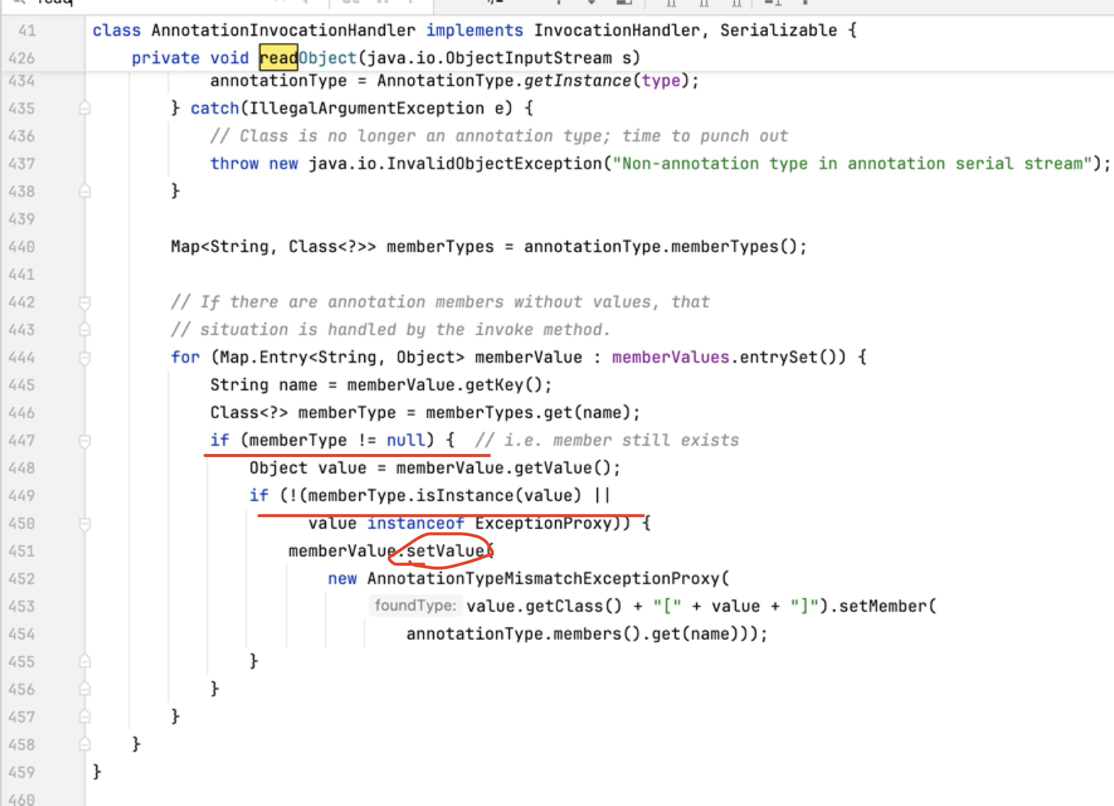 41 class AnnotationInvocationHandler implements InvocationHandler, Serializable {
426 private void readObject(java.io.ObjectInputStream s)
434 annotationType = AnnotationType.getInstance(type);
435 } catch(IllegalArgumentException e) {
436 // Class is no longer an annotation type; time to punch out
437 throw new java.io.InvalidObjectException("Non-annotation type in annotation serial stream");
438 }
439
440 Map<String, Class<?>> memberTypes = annotationType.memberTypes();
441
442 // If there are annotation members without values, that
443 // situation is handled by the invoke method.
444 for (Map.Entry<String, Object> memberValue : memberValues.entrySet()) {
445 String name = memberValue.getKey();
446 Class<?> memberType = memberTypes.get(name);
447 if (memberType != null) { // i.e. member still exists
448 Object value = memberValue.getValue();
449 if (!(memberType.isInstance(value) ||
450 value instanceof ExceptionProxy)) {
451 memberValue.setValue(
452 new AnnotationTypeMismatchExceptionProxy(
453 foundType: value.getClass() + "[" + value + "]").setMember(
454 annotationType.members().get(name)));
455 }
456 }
457 }
458 }
459 }
460